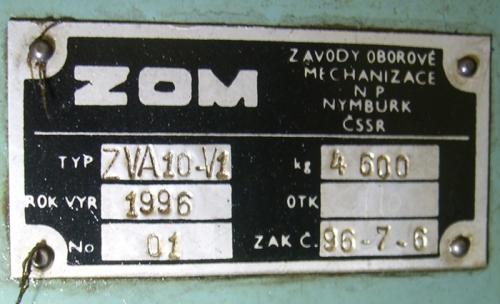 ZOM
ZÁVODY OBOROVÉ
MECHANIZACE
N P
NYMBURK
ČSSR
TYP ZVA10-V1 kg 4 600
ROK VYR 1996 OTK
No 01 ZAK Č. 96-7-6